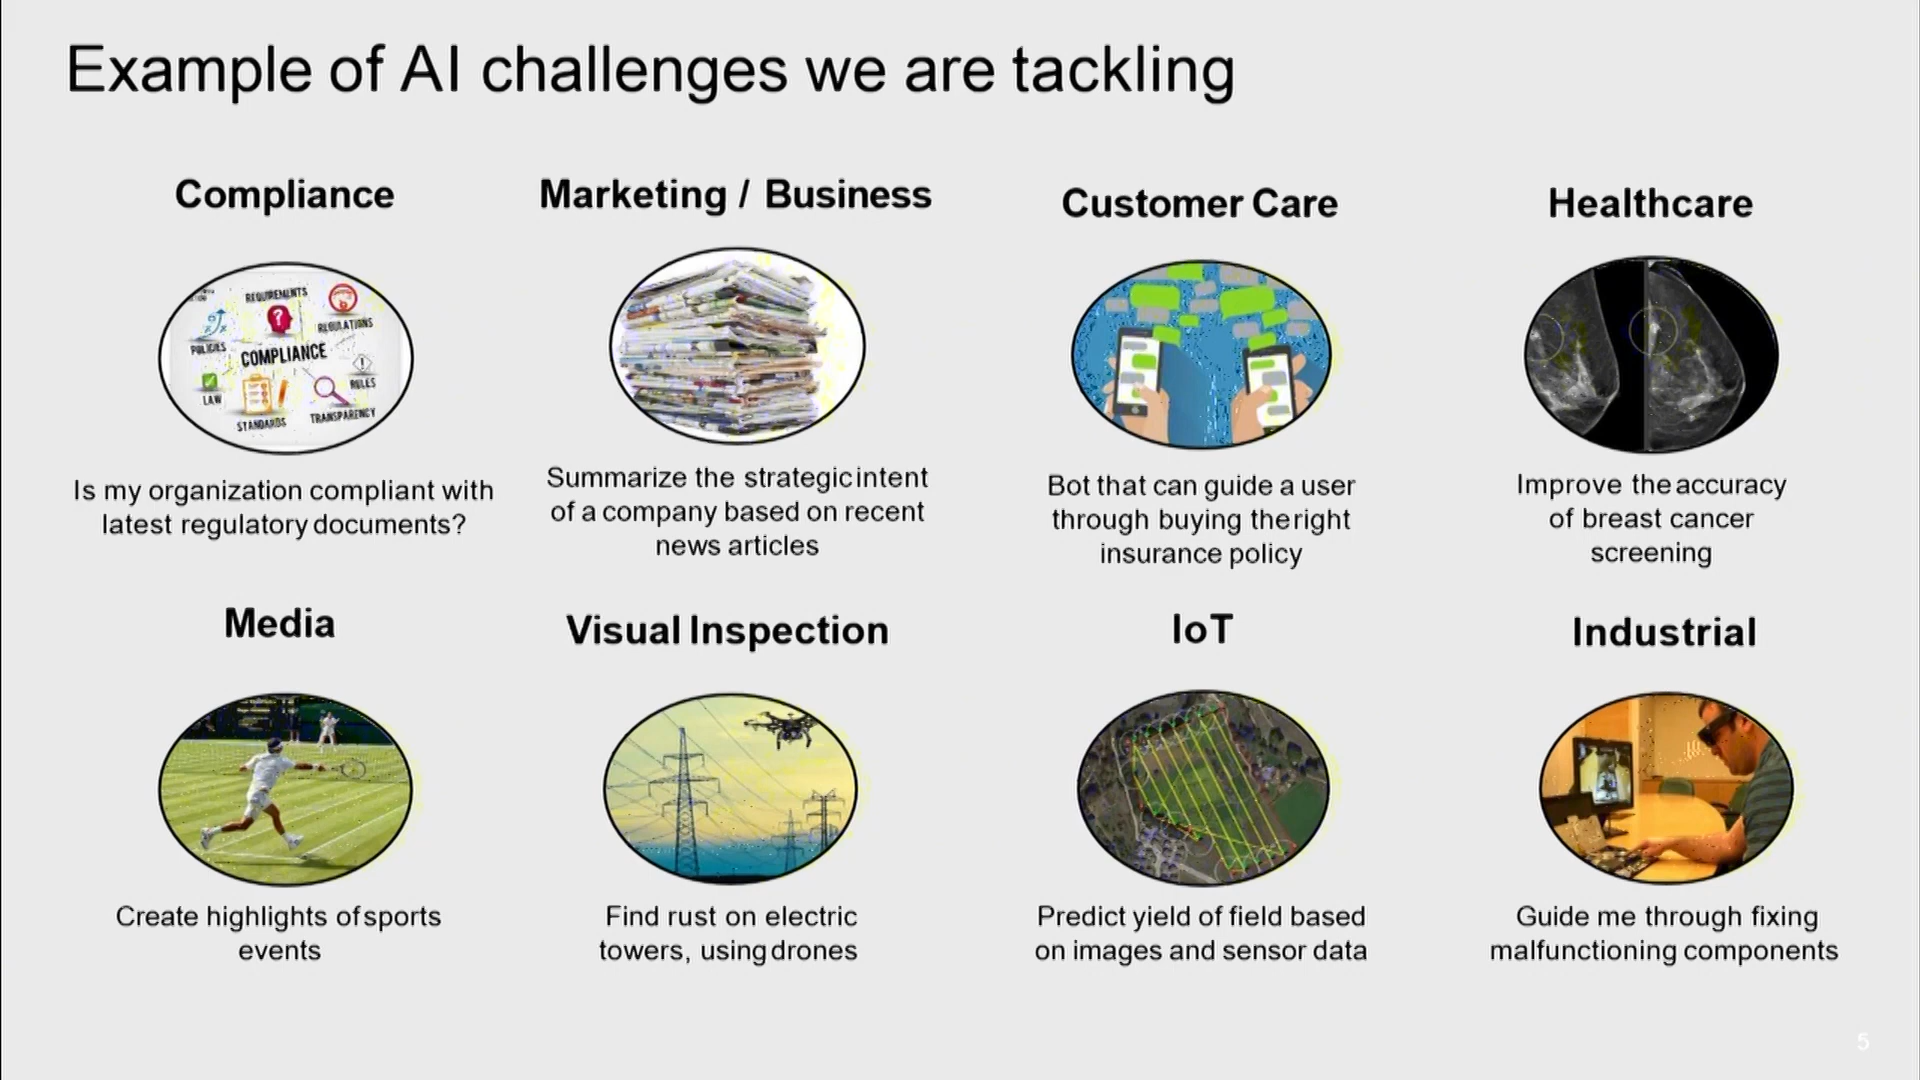 Example of AI challenges we are tackling
Compliance
Marketing / Business
Customer Care
Healthcare
REQUIREMENTS
REGULATIONS
POLICIES
COMPLIANCE
RULES
LAW
TRANSPARENCY
STANDARDS
Is my organization compliant with
latest regulatory documents?
Summarize the strategic intent
of a company based on recent
news articles
Bot that can guide a user
through buying the right
insurance policy
Improve the accuracy
of breast cancer
screening
Media
Visual Inspection
IoT
Industrial
Create highlights of sports
events
Find rust on electric
towers, using drones
Predict yield of field based
on images and sensor data
Guide me through fixing
malfunctioning components
5